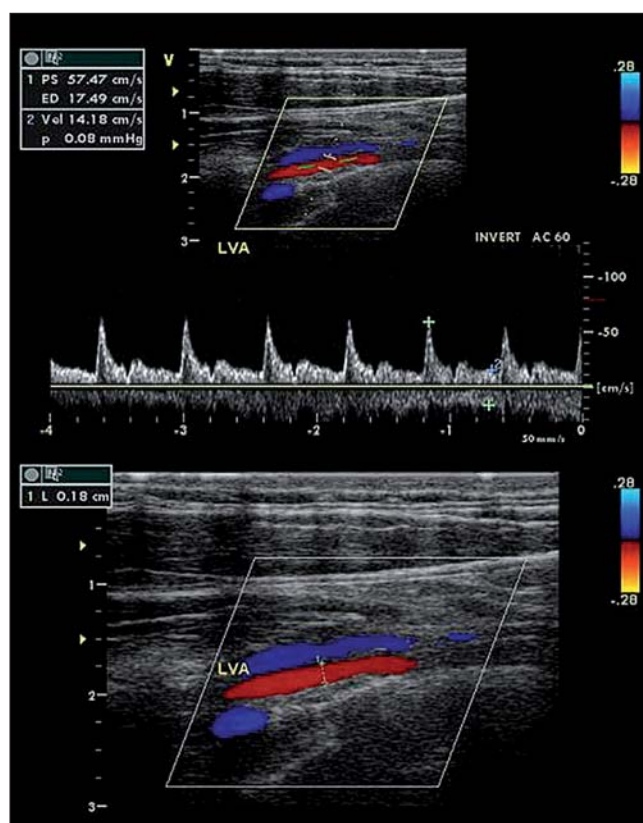 V
1 PS 57.47 cm/s
ED 17.49 cm/s
2 Vel 14.18 cm/s
p 0.08 mmHg
.28
-.28
1
2
3
LVA
INVERT AC 60
-100
-50
[cm/s]
-4 -3 -2 -1 0
50 mm/s
1 L 0.18 cm
.28
-.28
1
LVA
1
2
3